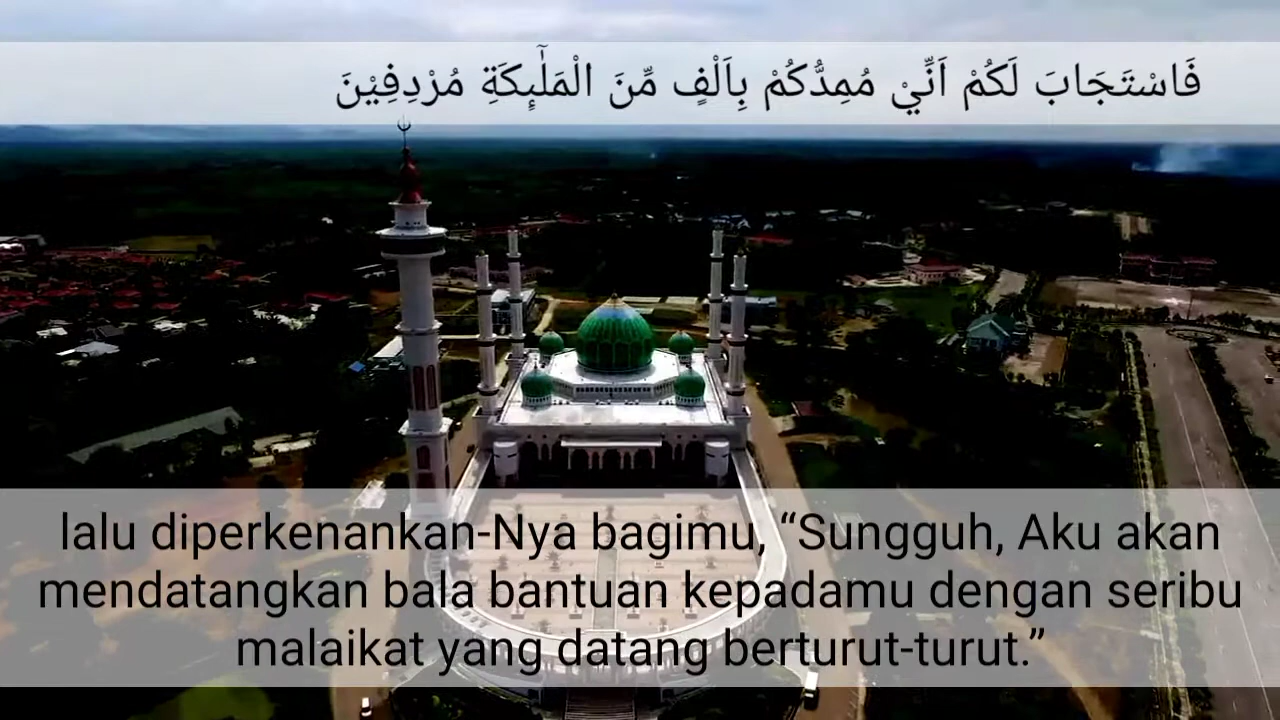 فَاسْتَجَابَ لَكُمْ اَنِّيْ مُمِدُّكُمْ بِاَلْفٍ مِّنَ الْمَلٰۤىِٕكَةِ مُرْدِفِيْنَ
lalu diperkenankan-Nya bagimu, “Sungguh, Aku akan
mendatangkan bala bantuan kepadamu dengan seribu
malaikat yang datang berturut-turut.”